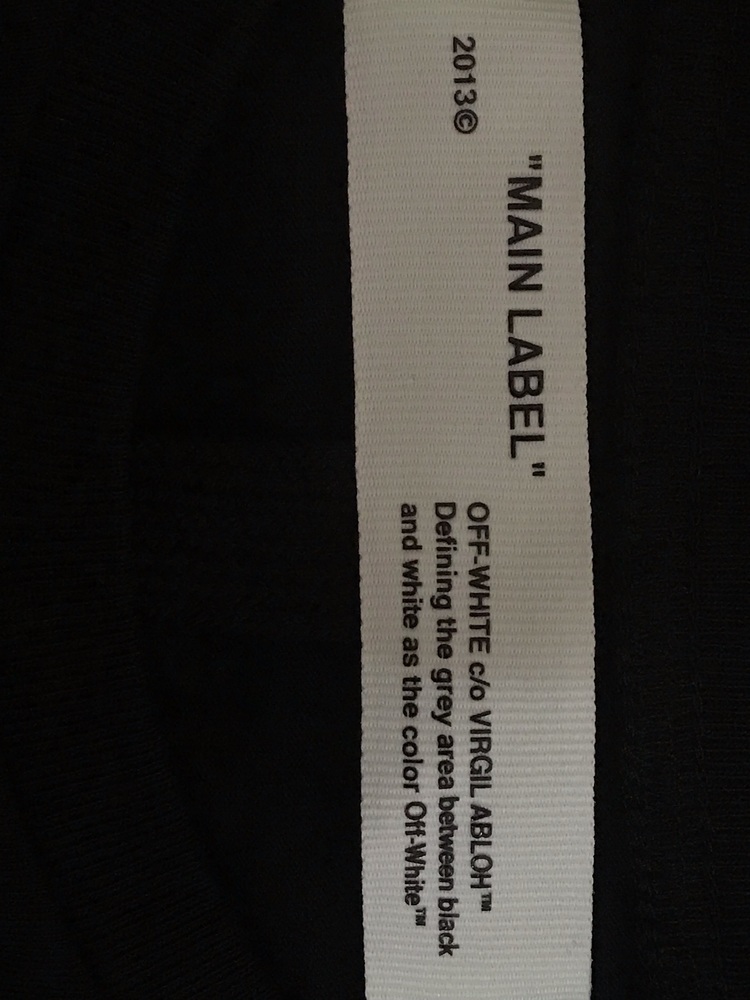 "MAIN LABEL"
2013©
OFF-WHITE c/o VIRGIL ABLOH™
Defining the grey area between black
and white as the color Off-White™